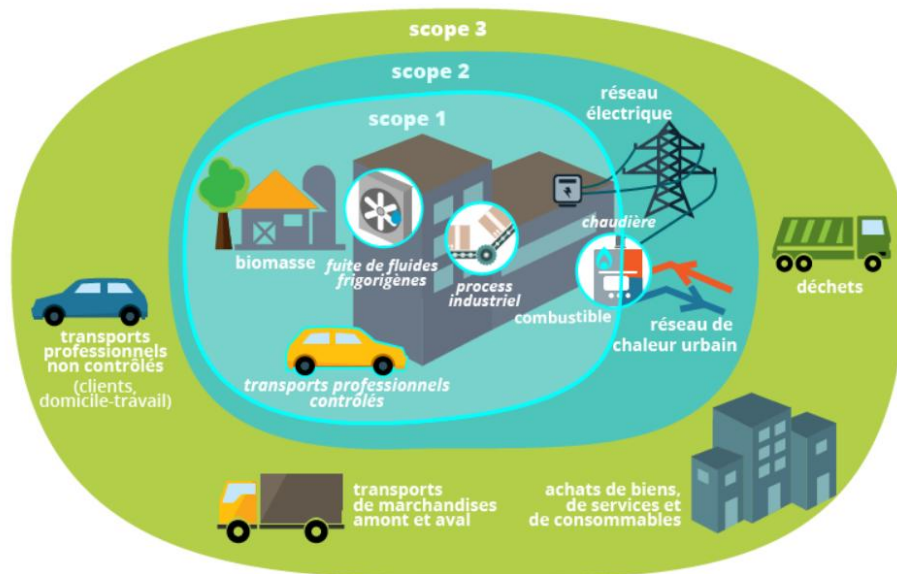 scope 3
scope 2
scope 1
réseau
électrique
biomasse
fuite de fluides
frigorigènes
process
industriel
chaudière
combustible
réseau de
chaleur urbain
déchets
transports
professionnels
non contrôlés
(clients,
domicile-travail)
transports professionnels
contrôlés
transports
de marchandises
amont et aval
achats de biens,
de services et
de consommables